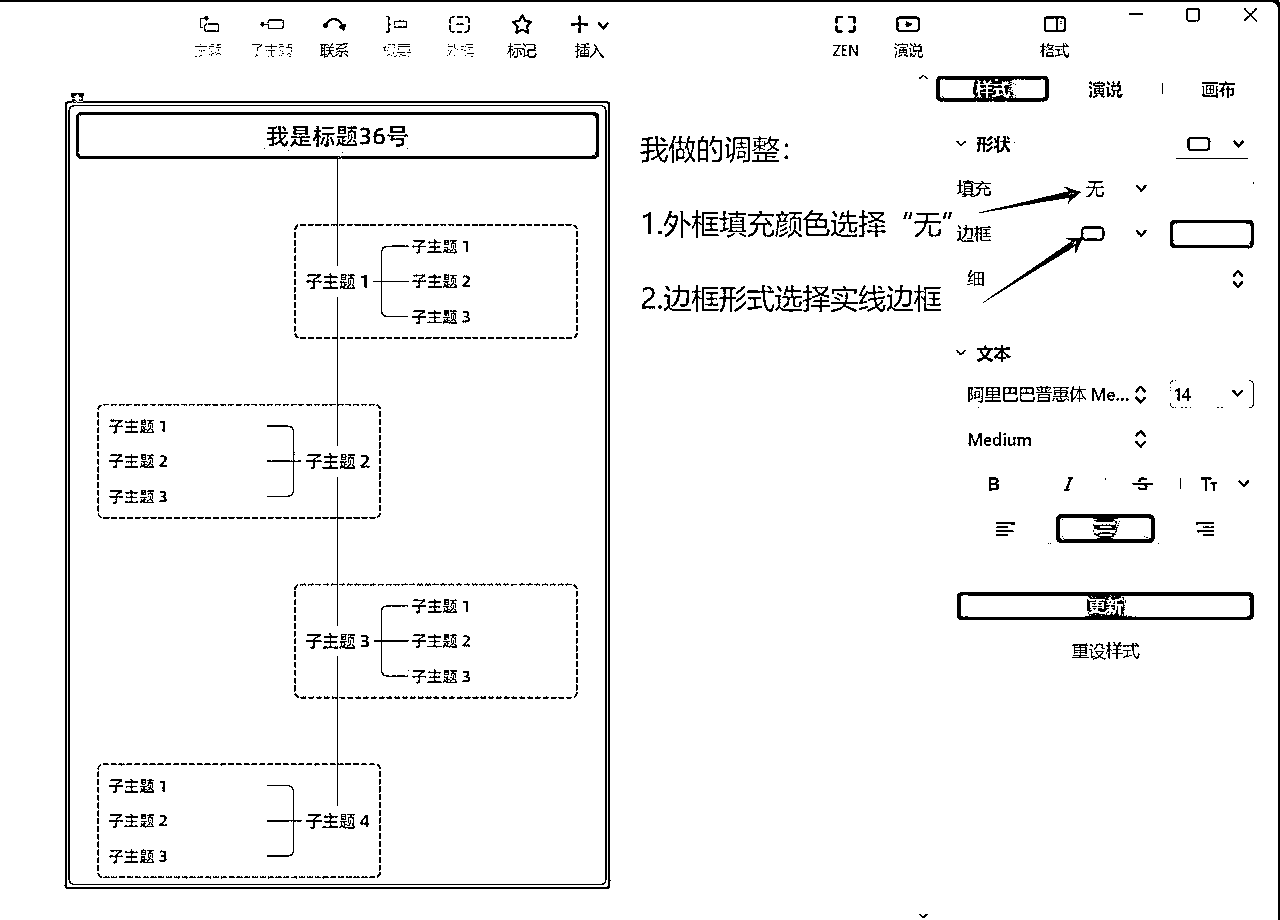 主题 子主题 联系 概要 外框 标记 插入 ZEN 演说 格式
样式 演说 画布
我是标题36号
子主题 1
子主题 1
子主题 2
子主题 3
子主题 2
子主题 1
子主题 2
子主题 3
子主题 3
子主题 1
子主题 2
子主题 3
子主题 4
子主题 1
子主题 2
子主题 3
我做的调整：
1.外框填充颜色选择“无”
2.边框形式选择实线边框
形状
填充 无
边框
细
文本
阿里巴巴普惠体 Me... 14
Medium
B I S Tт
更新
重设样式